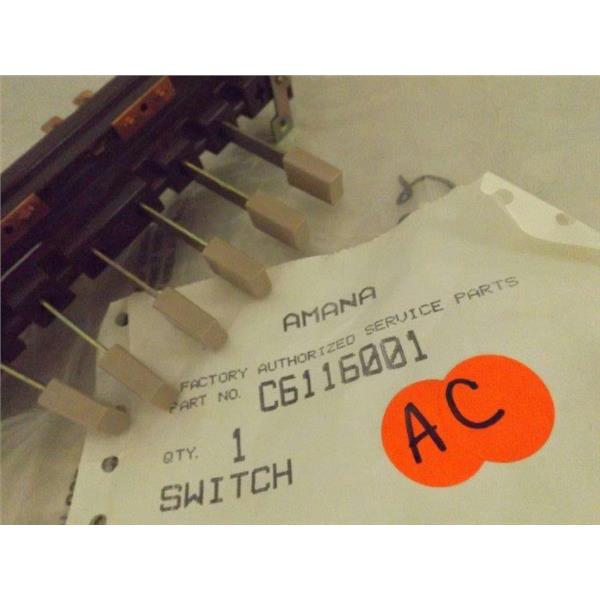 AMANA
FACTORY AUTHORIZED SERVICE PARTS
PART NO. C6116001
QTY. 1
SWITCH
AC